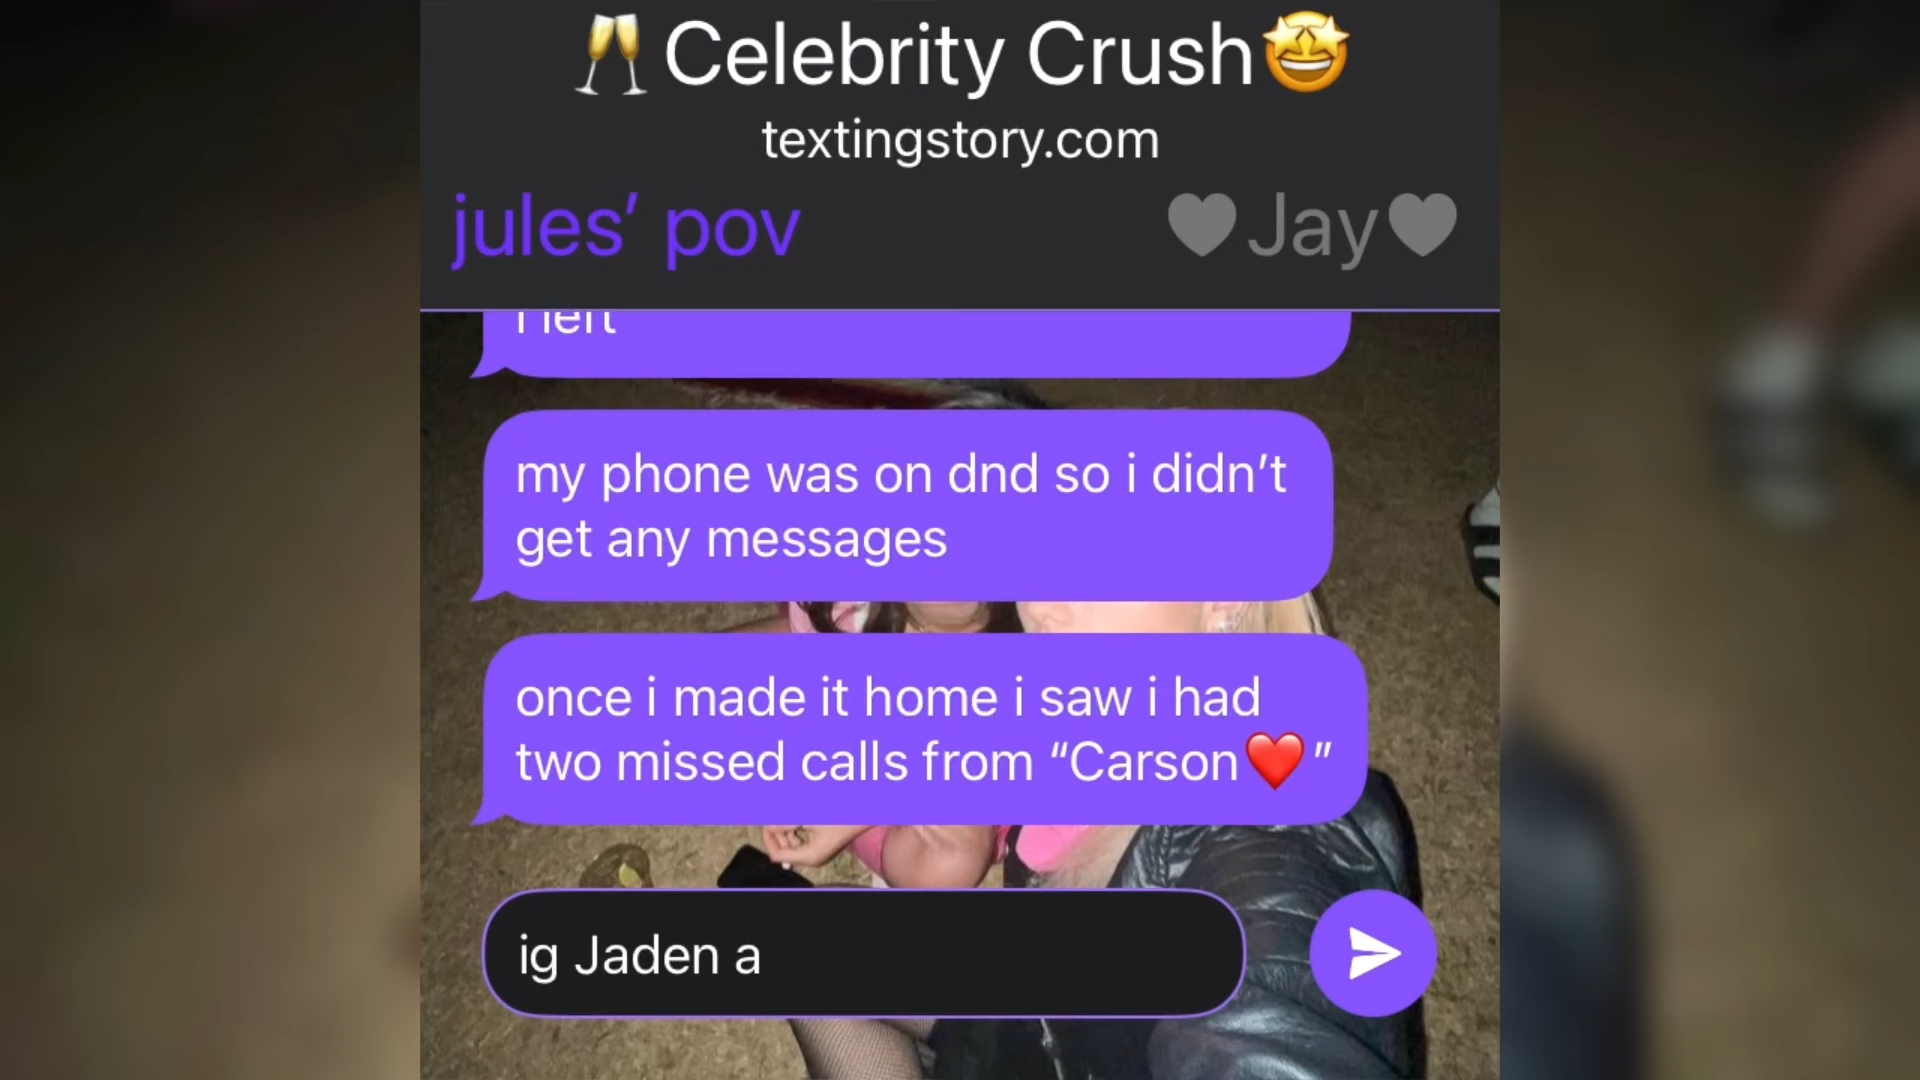 🥂Celebrity Crush🤩
textingstory.com
jules’ pov
♥Jay♥
i left
my phone was on dnd so i didn’t
get any messages
once i made it home i saw i had
two missed calls from “Carson❤️”
ig Jaden a